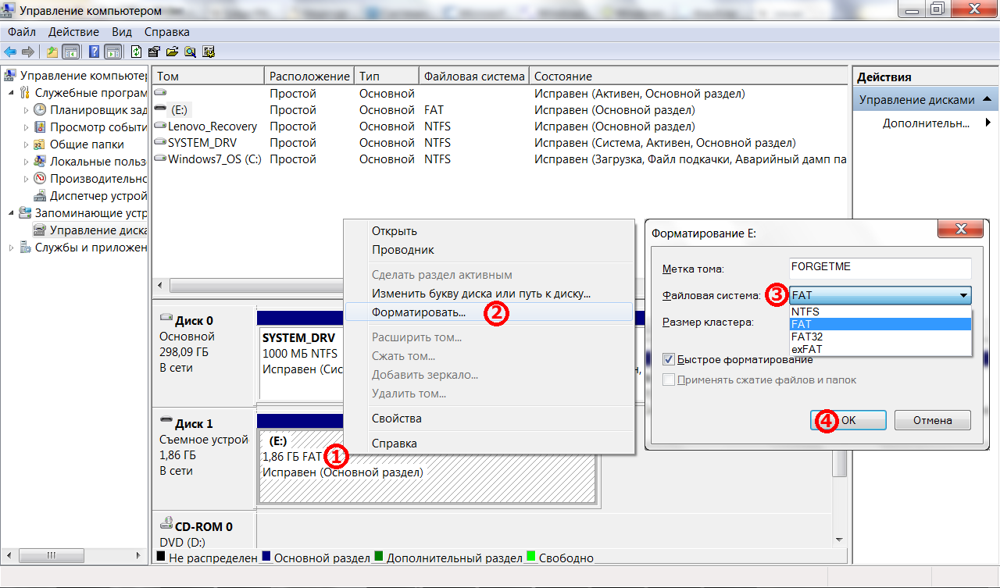 Управление компьютером
Файл Действие Вид Справка
Управление компьютер
Служебные програм
Планировщик зад
Просмотр событи
Общие папки
Локальные польз
Производительнс
Диспетчер устрой
Запоминающие устр
Управление диска
Службы и приложен
Том Расположение Тип Файловая система Состояние
Простой Основной Исправен (Активен, Основной раздел)
(E:) Простой Основной FAT Исправен (Основной раздел)
Lenovo_Recovery Простой Основной NTFS Исправен (Основной раздел)
SYSTEM_DRV Простой Основной NTFS Исправен (Система, Активен, Основной раздел)
Windows7_OS (C:) Простой Основной NTFS Исправен (Загрузка, Файл подкачки, Аварийный дамп па
Действия
Управление дисками
Дополнительн...
Диск 0
Основной
298,09 ГБ
В сети
SYSTEM_DRV
1000 МБ NTFS
Исправен (Сис
Диск 1
Съемное устрой
1,86 ГБ
В сети
(E:)
1,86 ГБ FAT 1
Исправен (Основной раздел)
CD-ROM 0
DVD (D:)
Не распределен Основной раздел Дополнительный раздел Свободно
Открыть
Проводник
Сделать раздел активным
Изменить букву диска или путь к диску...
Форматировать... 2
Расширить том...
Сжать том...
Добавить зеркало...
Удалить том...
Свойства
Справка
Форматирование E:
Метка тома: FORGETME
Файловая система: 3 FAT
NTFS
FAT
FAT32
exFAT
Размер кластера:
Быстрое форматирование
Применять сжатие файлов и папок
4 OK Отмена